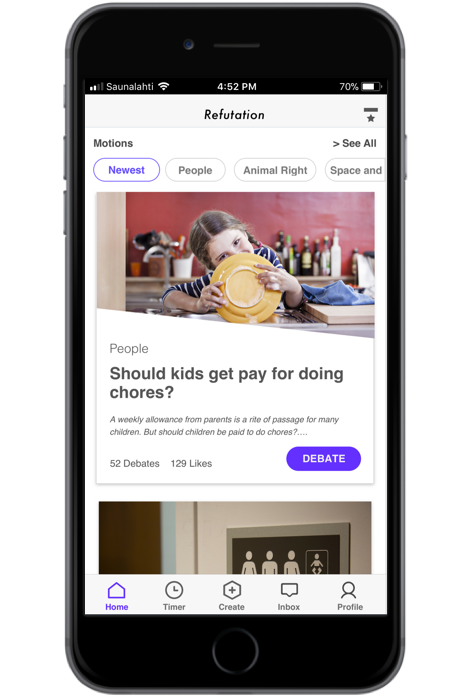 Saunalahti 4:52 PM 70%
Refutation
Motions > See All
Newest People Animal Right Space and
People
Should kids get pay for doing
chores?
A weekly allowance from parents is a rite of passage for many
children. But should children be paid to do chores?....
52 Debates 129 Likes DEBATE
Home Timer Create Inbox Profile